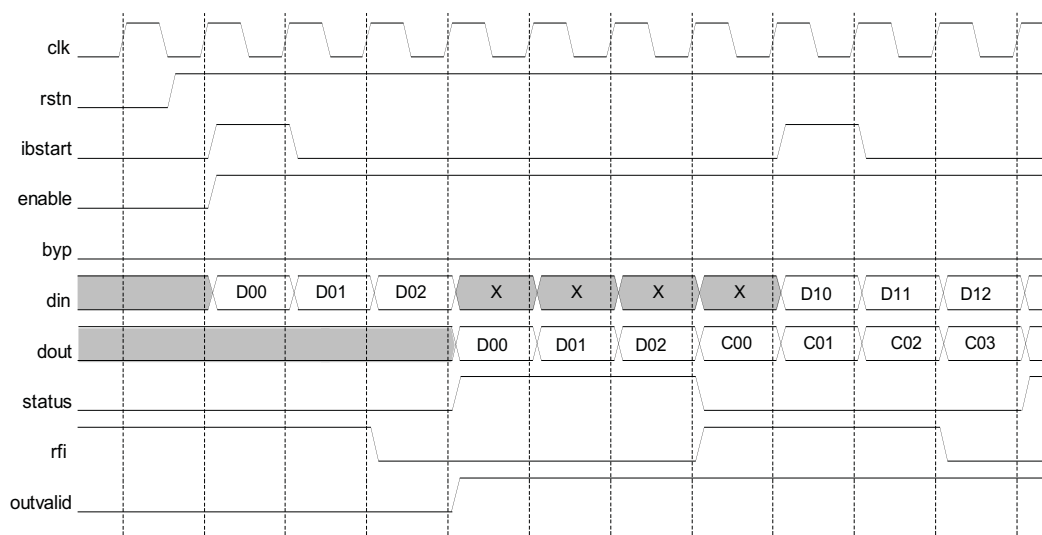 clk
rstn
ibstart
enable
byp
din D00 D01 D02 X X X X D10 D11 D12
dout D00 D01 D02 C00 C01 C02 C03
status
rfi
outvalid